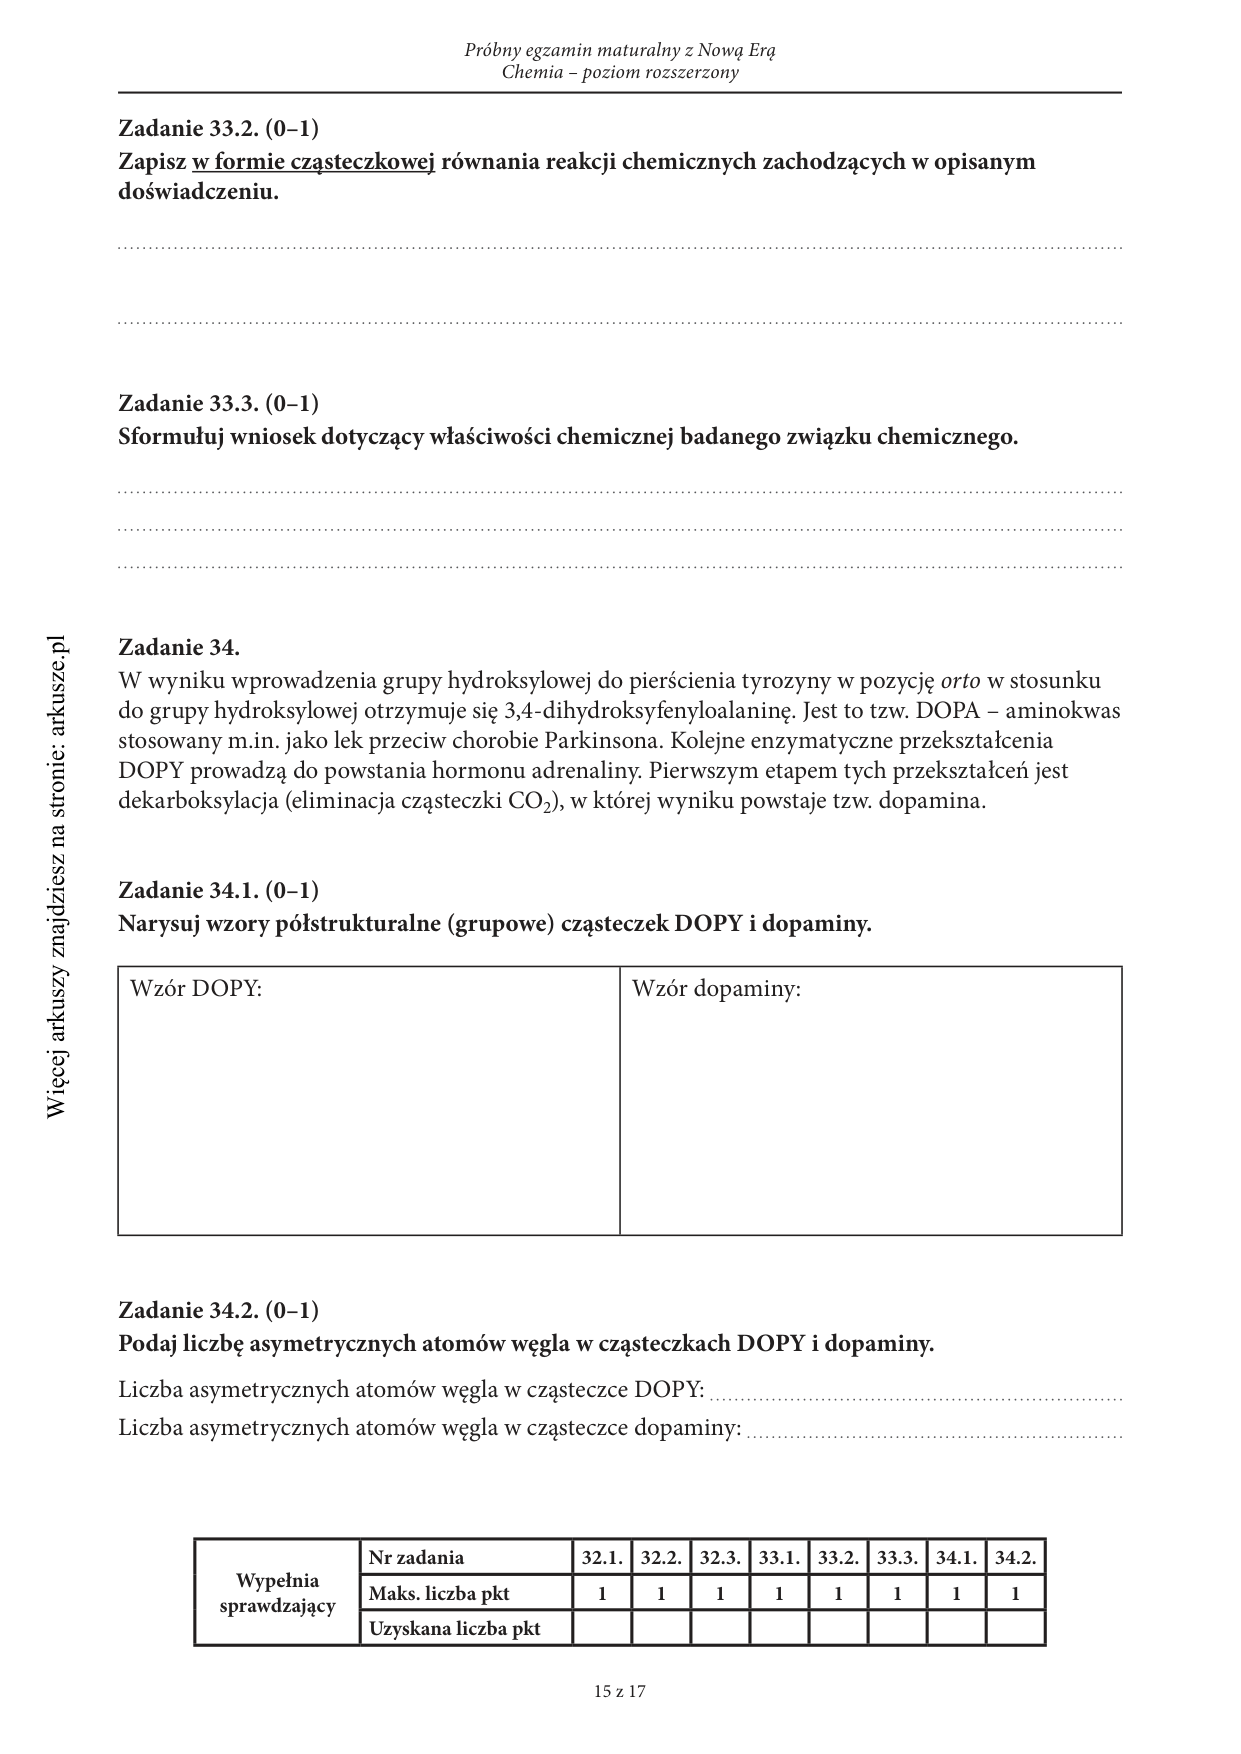 Próbny egzamin maturalny z Nową Erą
Chemia – poziom rozszerzony
Zadanie 33.2. (0–1)
Zapisz w formie cząsteczkowej równania reakcji chemicznych zachodzących w opisanym
doświadczeniu.
Zadanie 33.3. (0–1)
Sformułuj wniosek dotyczący właściwości chemicznej badanego związku chemicznego.
Zadanie 34.
W wyniku wprowadzenia grupy hydroksylowej do pierścienia tyrozyny w pozycję orto w stosunku
do grupy hydroksylowej otrzymuje się 3,4-dihydroksyfenyloalaninę. Jest to tzw. DOPA – aminokwas
stosowany m.in. jako lek przeciw chorobie Parkinsona. Kolejne enzymatyczne przekształcenia
DOPY prowadzą do powstania hormonu adrenaliny. Pierwszym etapem tych przekształceń jest
dekarboksylacja (eliminacja cząsteczki CO₂), w której wyniku powstaje tzw. dopamina.
Zadanie 34.1. (0–1)
Narysuj wzory półstrukturalne (grupowe) cząsteczek DOPY i dopaminy.
Wzór DOPY:
Wzór dopaminy:
Zadanie 34.2. (0–1)
Podaj liczbę asymetrycznych atomów węgla w cząsteczkach DOPY i dopaminy.
Liczba asymetrycznych atomów węgla w cząsteczce DOPY:
Liczba asymetrycznych atomów węgla w cząsteczce dopaminy:
Wypełnia
sprawdzający
Nr zadania 32.1. 32.2. 32.3. 33.1. 33.2. 33.3. 34.1. 34.2.
Maks. liczba pkt 1 1 1 1 1 1 1 1
Uzyskana liczba pkt
15 z 17
Więcej arkuszy znajdziesz na stronie: arkusze.pl